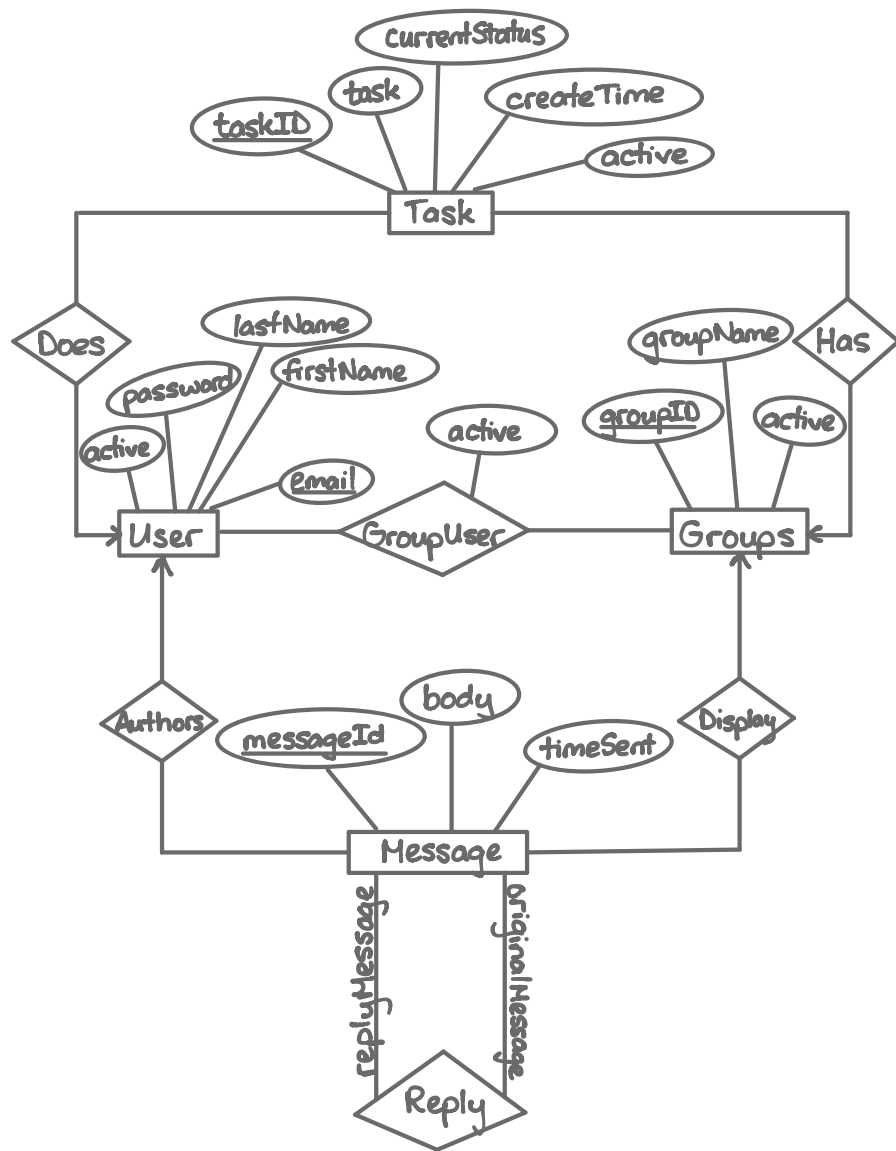 currentStatus
task
createTime
taskID
active
Task
lastName
Does
groupName
Has
firstName
password
groupID
active
active
active
email
User
GroupUser
Groups
body
Authors
Display
messageId
timeSent
Message
replyMessage
originalMessage
Reply